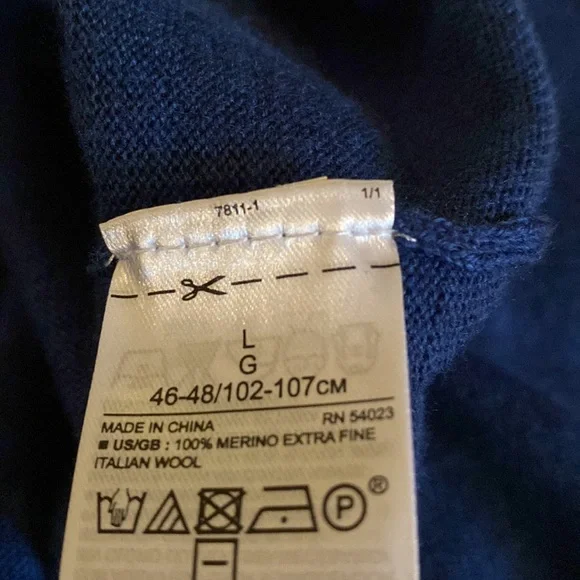 7811-1 1/1
L
G
46-48/102-107CM
MADE IN CHINA RN 54023
■ US/GB : 100% MERINO EXTRA FINE
ITALIAN WOOL
P ®